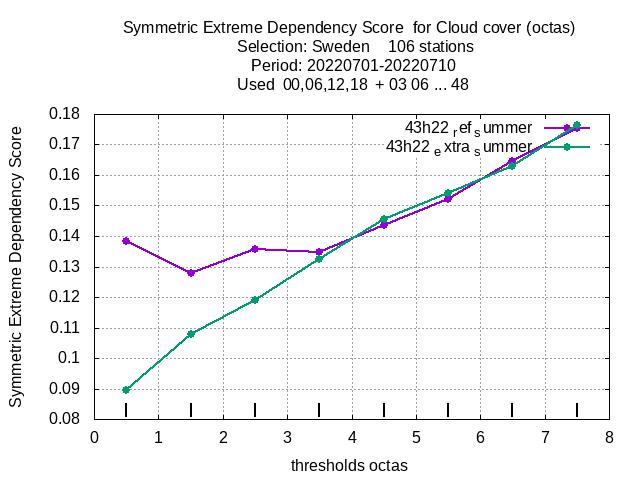 Symmetric Extreme Dependency Score for Cloud cover (octas)
Selection: Sweden 106 stations
Period: 20220701-20220710
Used 00,06,12,18 + 03 06 ... 48
43h22 ref summer
43h22 extra summer
Symmetric Extreme Dependency Score
0.18
0.17
0.16
0.15
0.14
0.13
0.12
0.11
0.1
0.09
0.08
0 1 2 3 4 5 6 7 8
thresholds octas